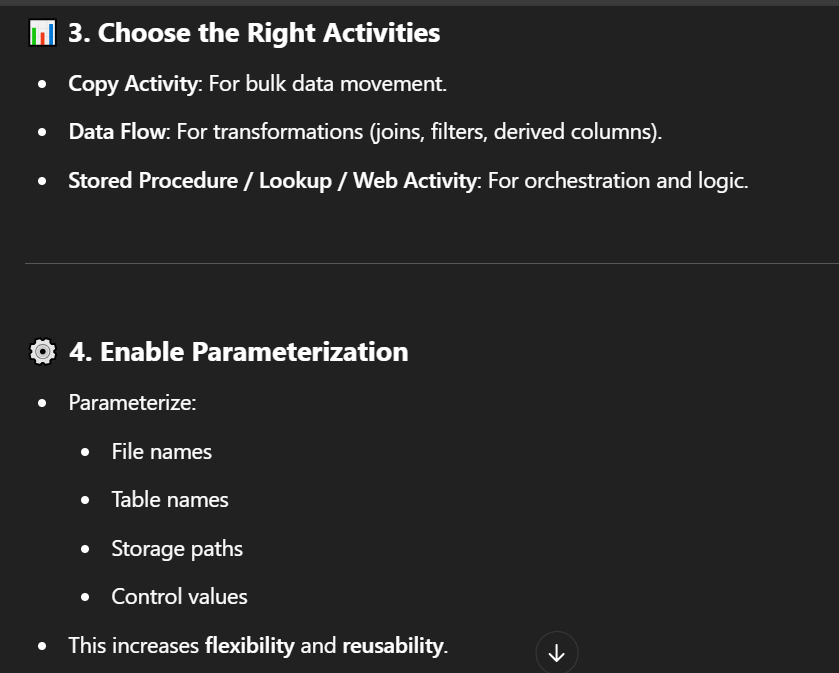 3. Choose the Right Activities
Copy Activity: For bulk data movement.
Data Flow: For transformations (joins, filters, derived columns).
Stored Procedure / Lookup / Web Activity: For orchestration and logic.
4. Enable Parameterization
Parameterize:
File names
Table names
Storage paths
Control values
This increases flexibility and reusability.